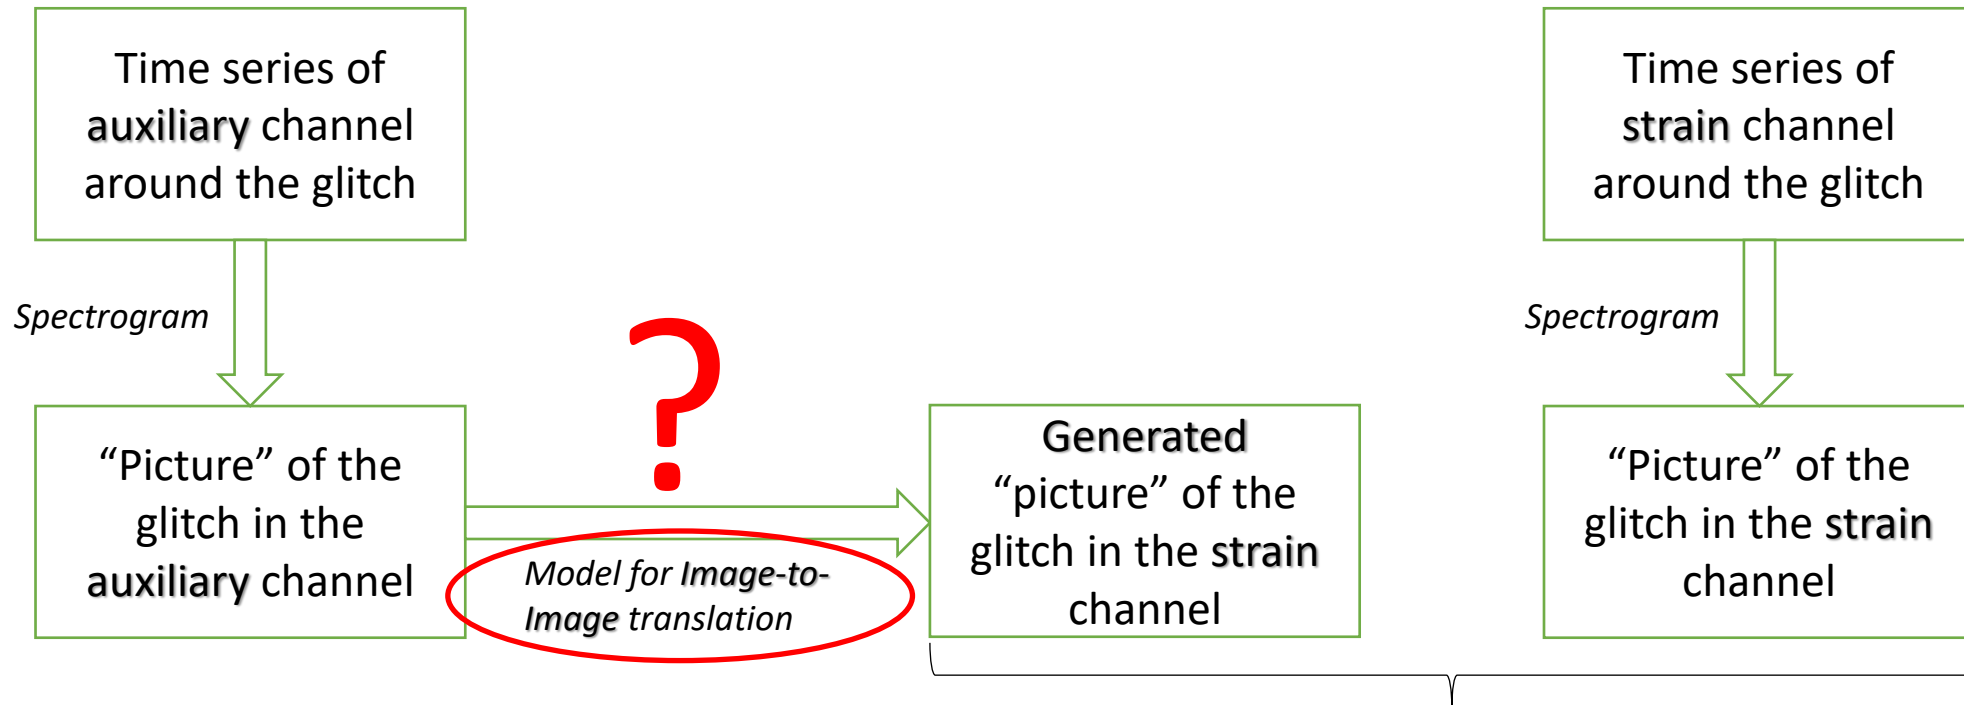 Time series of
auxiliary channel
around the glitch
Time series of
strain channel
around the glitch
Spectrogram
Spectrogram
?
“Picture” of the
glitch in the
auxiliary channel
Model for Image-to-
Image translation
Generated
“picture” of the
glitch in the strain
channel
“Picture” of the
glitch in the strain
channel